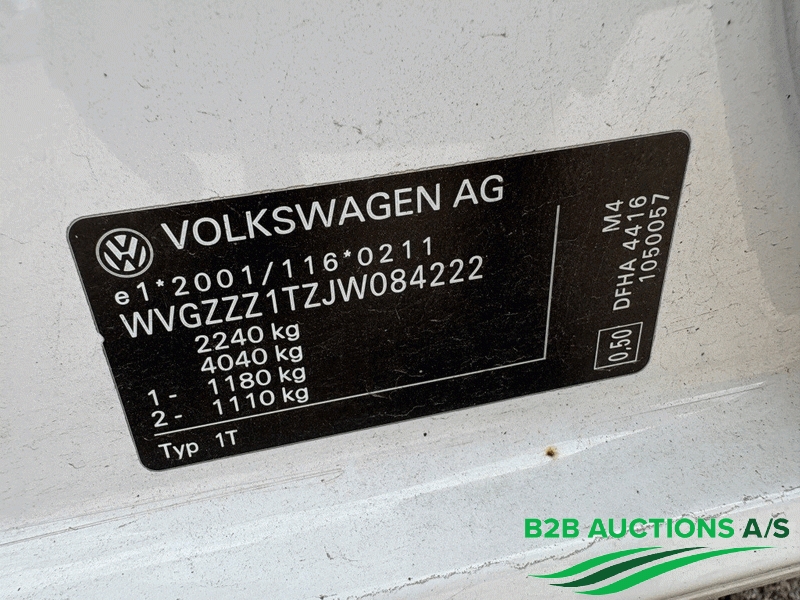 VOLKSWAGEN AG
e1*2001/116*0211
WVGZZZ1TZJW084222
2240 kg
4040 kg
1- 1180 kg
2- 1110 kg
Typ 1T
M4
DFHA 4416
1050057
0,50
B2B AUCTIONS A/S